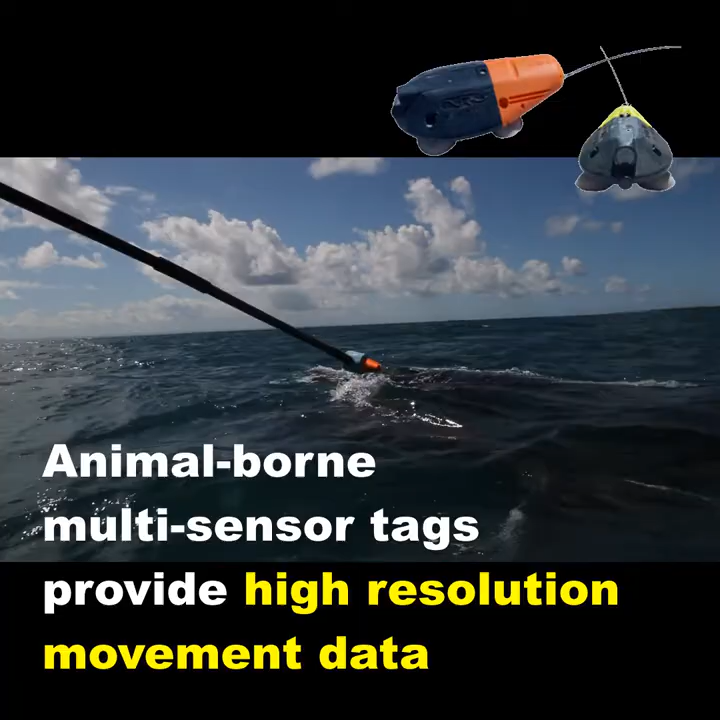 Animal-borne
multi-sensor tags
provide high resolution
movement data